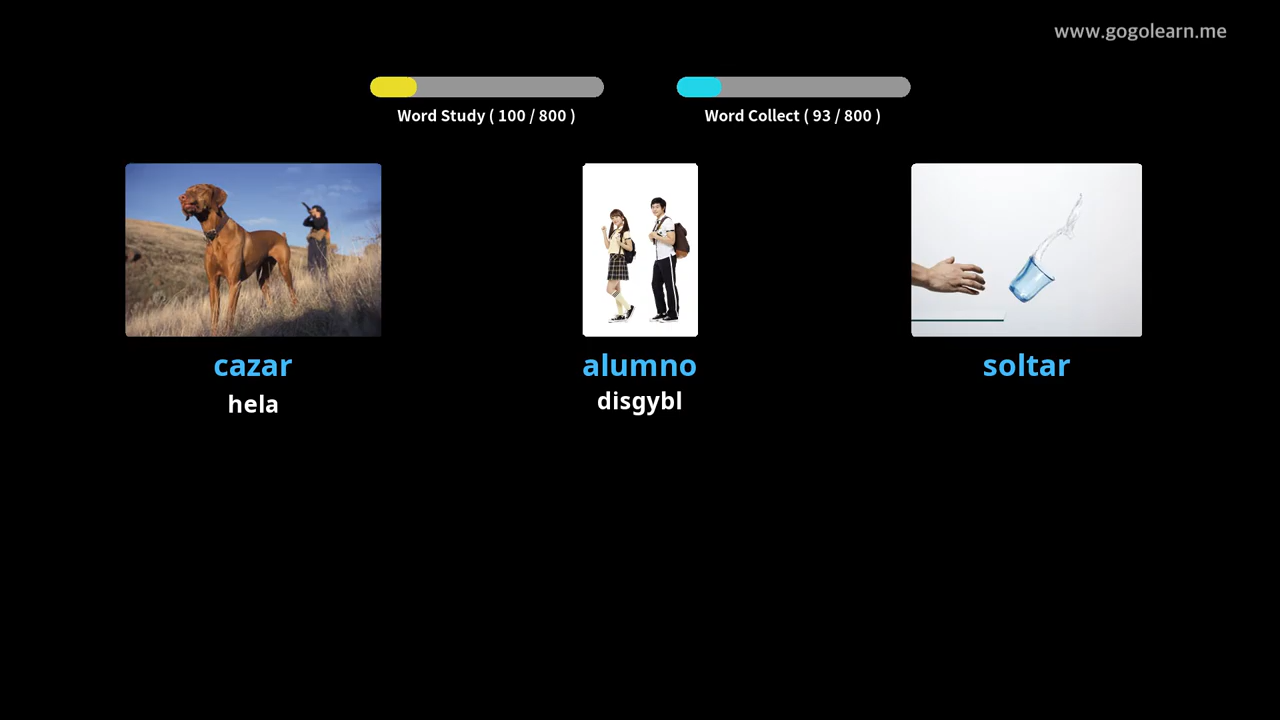 www.gogolearn.me
Word Study ( 100 / 800 )
Word Collect ( 93 / 800 )
cazar
alumno
soltar
hela
disgybl